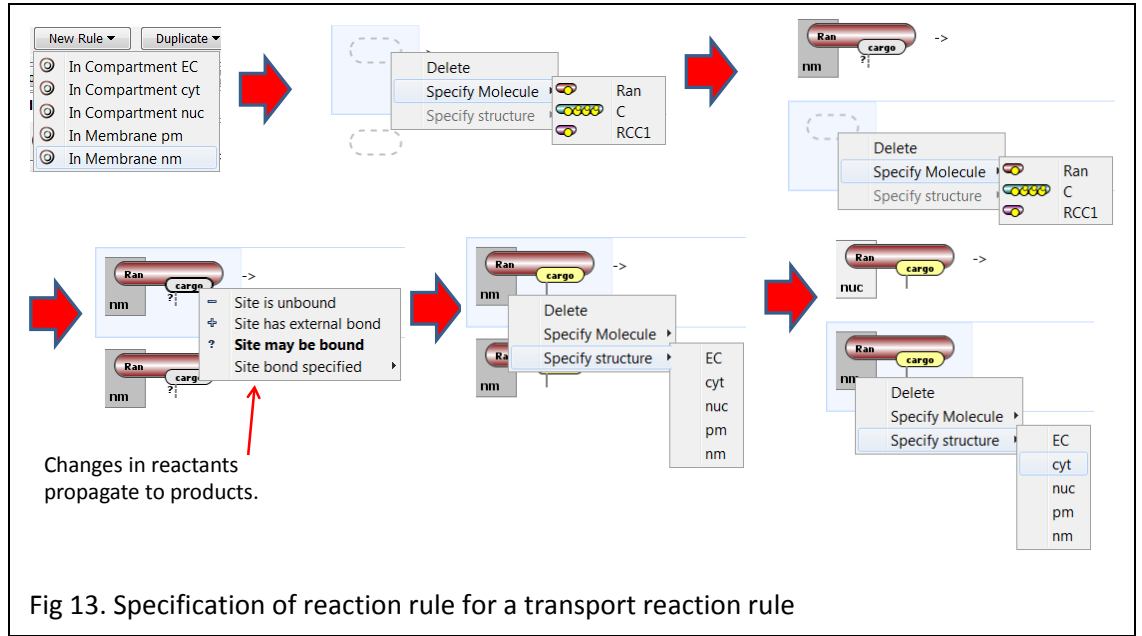 New Rule Duplicate
In Compartment EC
In Compartment cyt
In Compartment nuc
In Membrane pm
In Membrane nm
Delete
Specify Molecule
Specify structure
Ran
C
RCC1
Ran
cargo
?
nm
->
Delete
Specify Molecule
Specify structure
Ran
C
RCC1
Ran
cargo
?
nm
->
Site is unbound
Site has external bond
? Site may be bound
Site bond specified
Ran
?
nm
Changes in reactants
propagate to products.
Ran
cargo
nm
->
Delete
Specify Molecule
Specify structure
EC
cyt
nuc
pm
nm
nm
Ran
cargo
nuc
->
Ran
cargo
nm
Delete
Specify Molecule
Specify structure
EC
cyt
nuc
pm
nm
Fig 13. Specification of reaction rule for a transport reaction rule